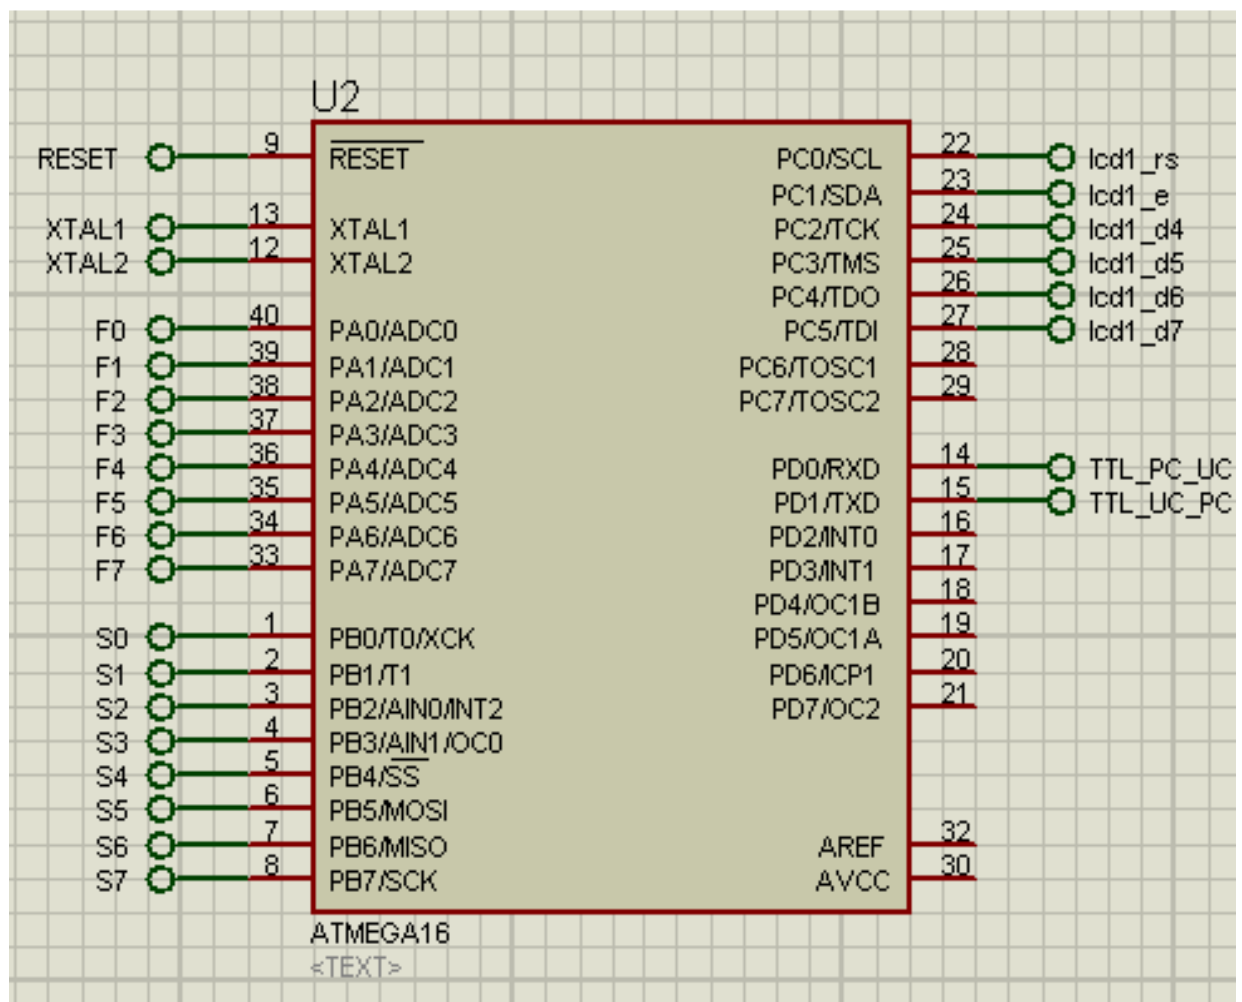 U2
RESET 9 RESET PC0/SCL 22 lcd1_rs
PC1/SDA 23 lcd1_e
XTAL1 13 XTAL1 PC2/TCK 24 lcd1_d4
XTAL2 12 XTAL2 PC3/TMS 25 lcd1_d5
PC4/TDO 26 lcd1_d6
F0 40 PA0/ADC0 PC5/TDI 27 lcd1_d7
F1 39 PA1/ADC1 PC6/TOSC1 28
F2 38 PA2/ADC2 PC7/TOSC2 29
F3 37 PA3/ADC3
F4 36 PA4/ADC4 PD0/RXD 14 TTL_PC_UC
F5 35 PA5/ADC5 PD1/TXD 15 TTL_UC_PC
F6 34 PA6/ADC6 PD2/INT0 16
F7 33 PA7/ADC7 PD3/INT1 17
PD4/OC1B 18
S0 1 PB0/T0/XCK PD5/OC1A 19
S1 2 PB1/T1 PD6/ICP1 20
S2 3 PB2/AIN0/INT2 PD7/OC2 21
S3 4 PB3/AIN1/OC0
S4 5 PB4/SS
S5 6 PB5/MOSI
S6 7 PB6/MISO AREF 32
S7 8 PB7/SCK AVCC 30
ATMEGA16
<TEXT>